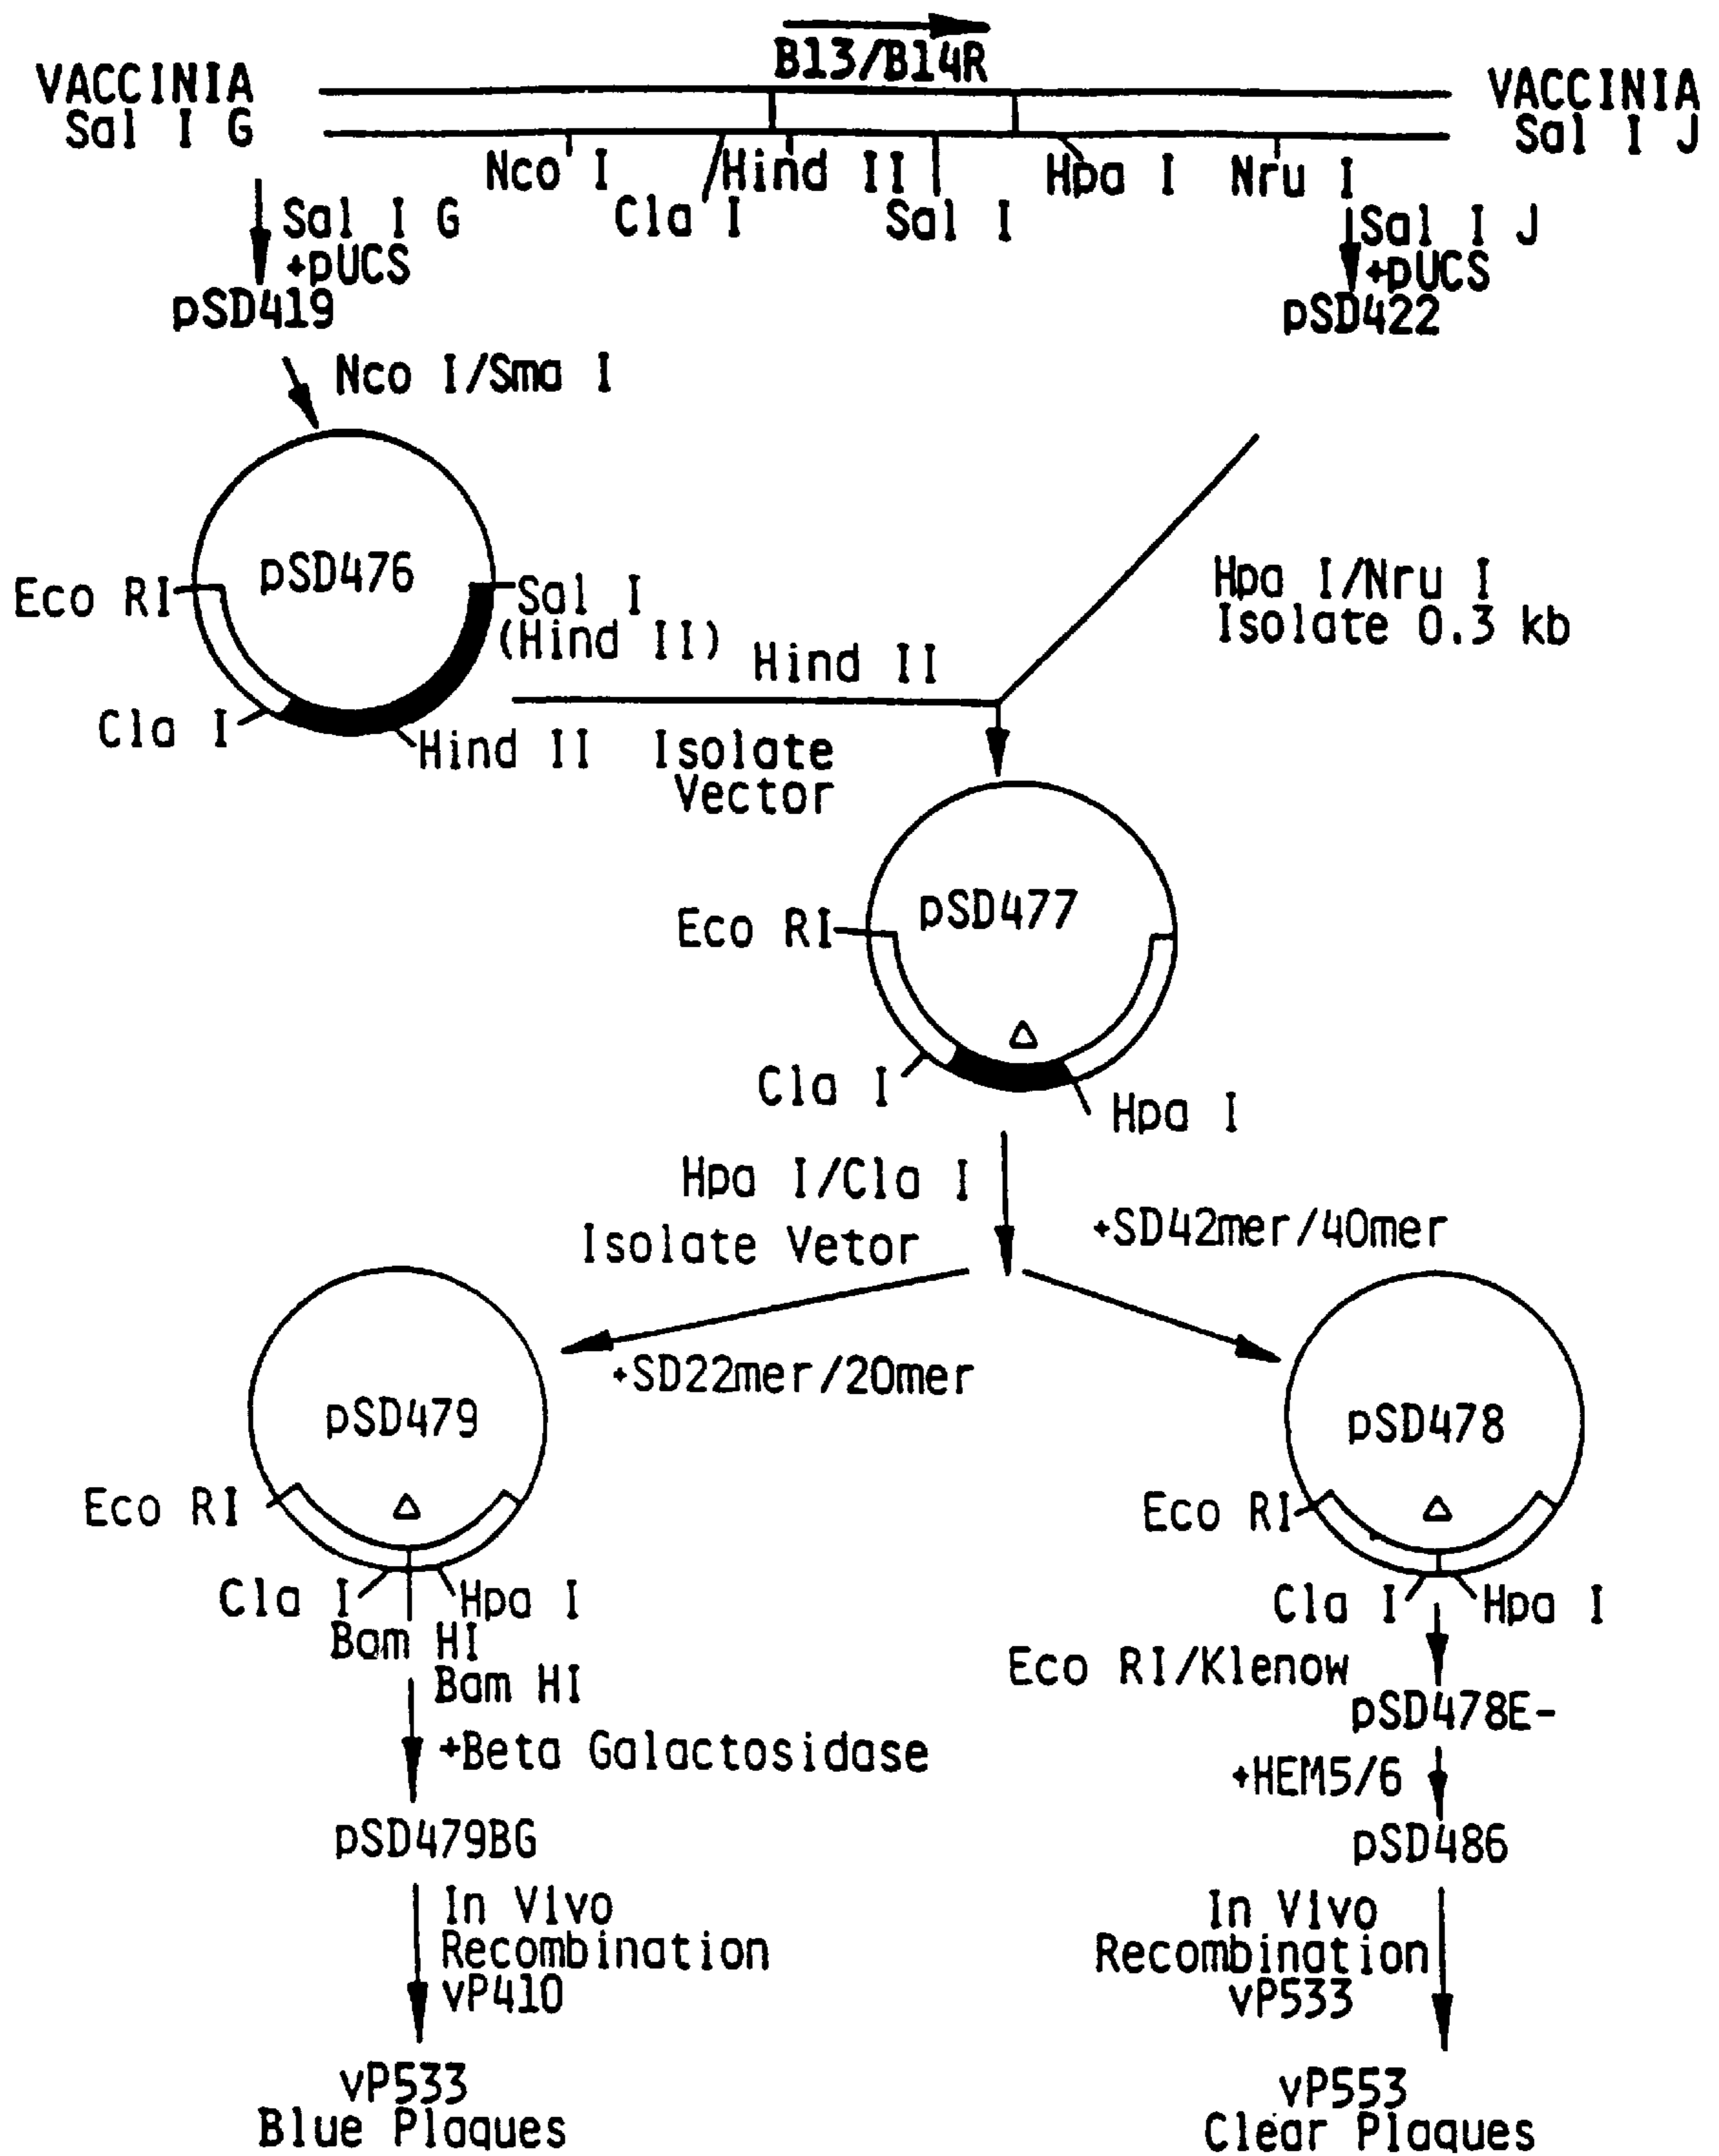 B13/B14R
VACCINIA
Sal I G
VACCINIA
Sal I J
Nco I
Cla I
Hind II
Sal I
Hpa I
Nru I
Sal I G
+pUCS
pSD419
Sal I J
+pUCS
pSD422
Nco I/Sma I
pSD476
Eco RI
Sal I
(Hind II)
Cla I
Hind II
Hind II
Isolate
Vector
Hpa I/Nru I
Isolate 0.3 kb
pSD477
Eco RI
Cla I
Hpa I
Hpa I/Cla I
Isolate Vetor
+SD42mer/40mer
+SD22mer/20mer
pSD479
Eco RI
Cla I
Hpa I
Bam HI
Bam HI
+Beta Galactosidase
pSD479BG
In Vivo
Recombination
vP410
vP533
Blue Plaques
pSD478
Eco RI
Cla I
Hpa I
Eco RI/Klenow
pSD478E-
+HEM5/6
pSD486
In Vivo
Recombination
vP533
vP553
Clear Plaques